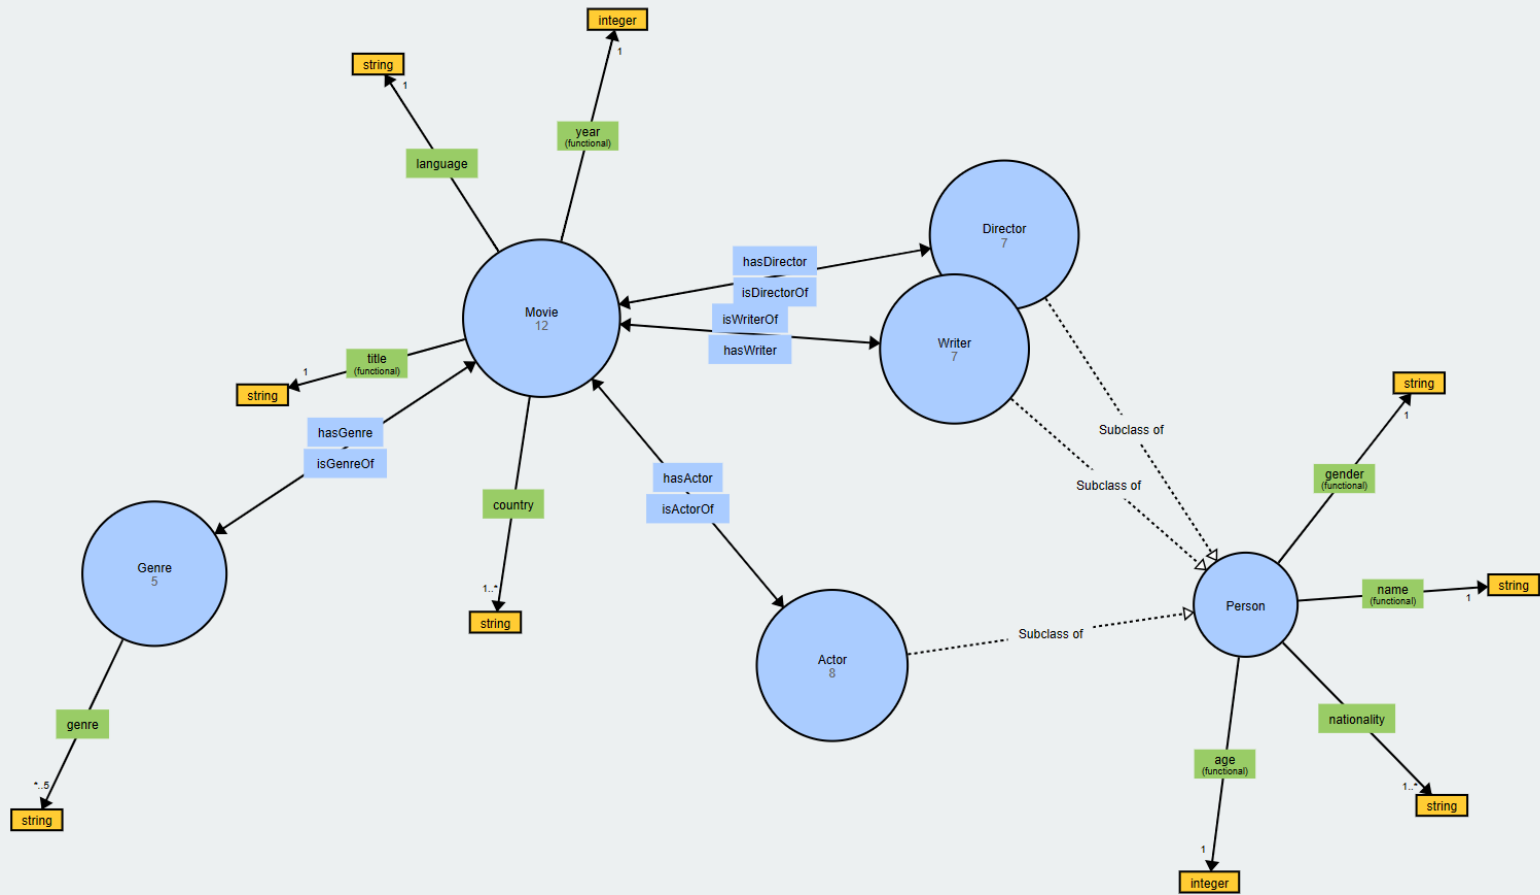 integer
1
string
1
year
(functional)
language
Director
7
hasDirector
isDirectorOf
Movie
12
isWriterOf
hasWriter
Writer
7
title
(functional)
1
string
string
1
hasGenre
isGenreOf
Subclass of
hasActor
isActorOf
Subclass of
gender
(functional)
country
Genre
5
1..*
string
name
(functional)
1
string
Person
Subclass of
Actor
8
genre
nationality
age
(functional)
*..5
string
1..*
string
1
integer